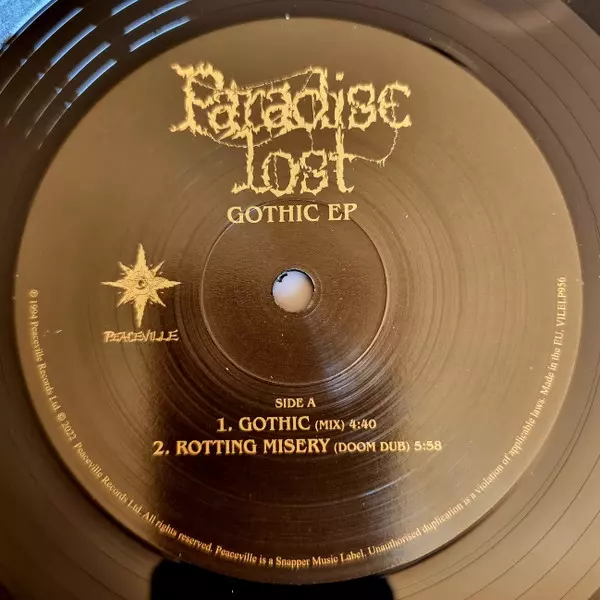 Paradise
Lost
GOTHIC EP
PEACEVILLE
SIDE A
1. GOTHIC (MIX) 4:40
2. ROTTING MISERY (DOOM DUB) 5:58
℗ 1994 Peaceville Records Ltd. © 2022 Peaceville Records Ltd. All rights reserved. Peaceville is a Snapper Music Label. Unauthorised duplication is a violation of applicable laws. Made in the EU. VILELP056